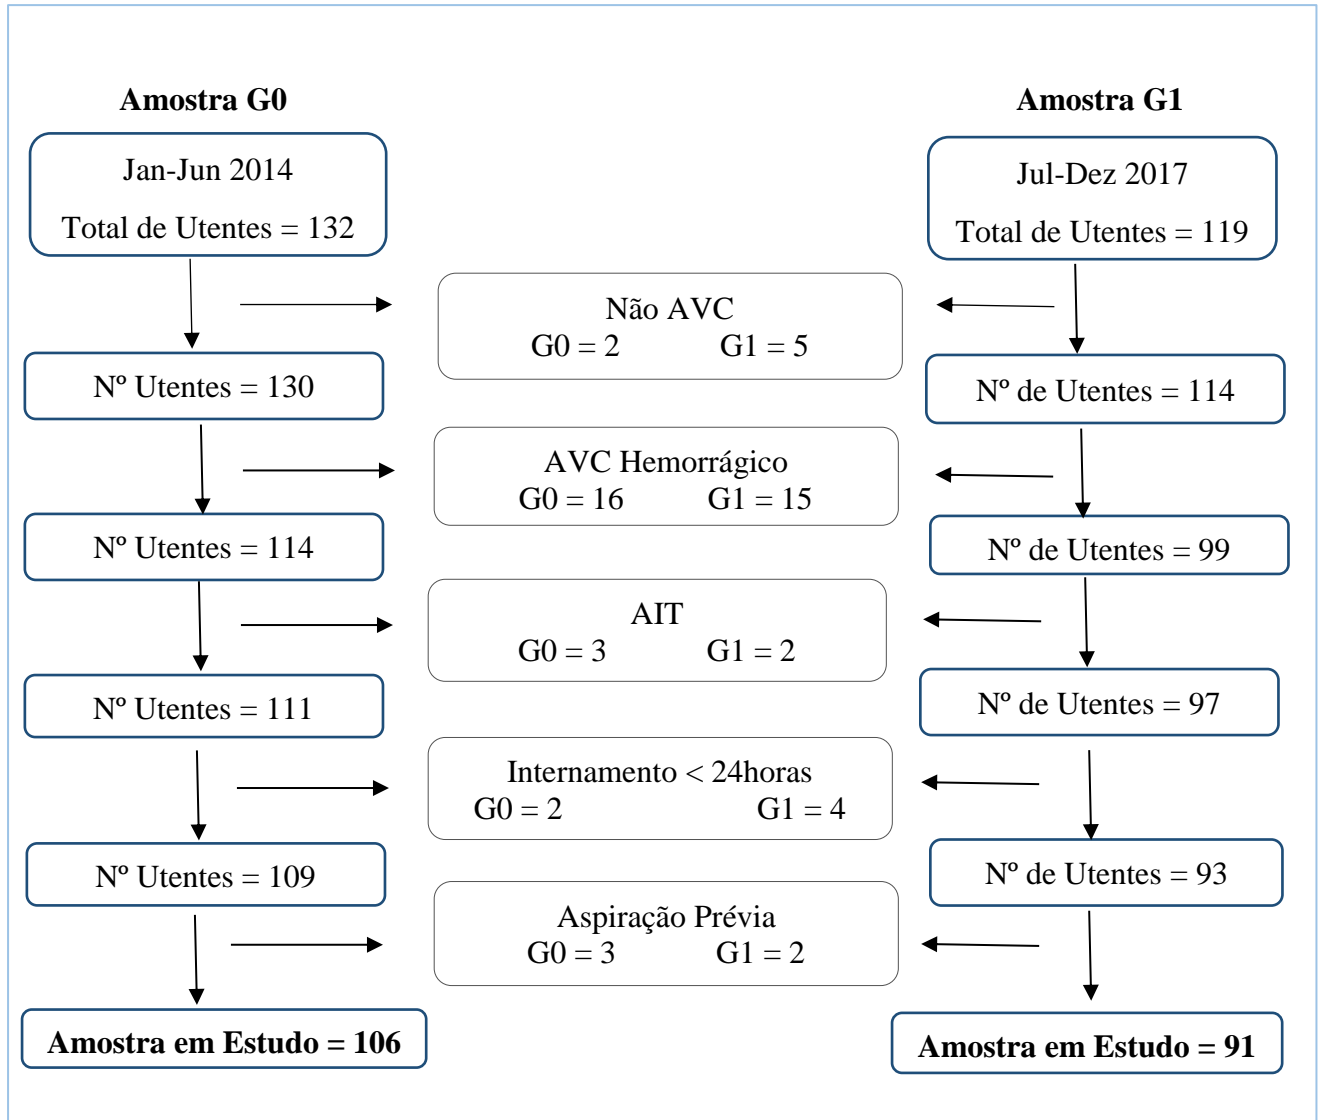 Amostra G0
Amostra G1
Jan-Jun 2014
Total de Utentes = 132
Jul-Dez 2017
Total de Utentes = 119
Não AVC
G0 = 2 G1 = 5
Nº Utentes = 130
Nº de Utentes = 114
AVC Hemorrágico
G0 = 16 G1 = 15
Nº Utentes = 114
Nº de Utentes = 99
AIT
G0 = 3 G1 = 2
Nº Utentes = 111
Nº de Utentes = 97
Internamento < 24horas
G0 = 2 G1 = 4
Nº Utentes = 109
Nº de Utentes = 93
Aspiração Prévia
G0 = 3 G1 = 2
Amostra em Estudo = 106
Amostra em Estudo = 91